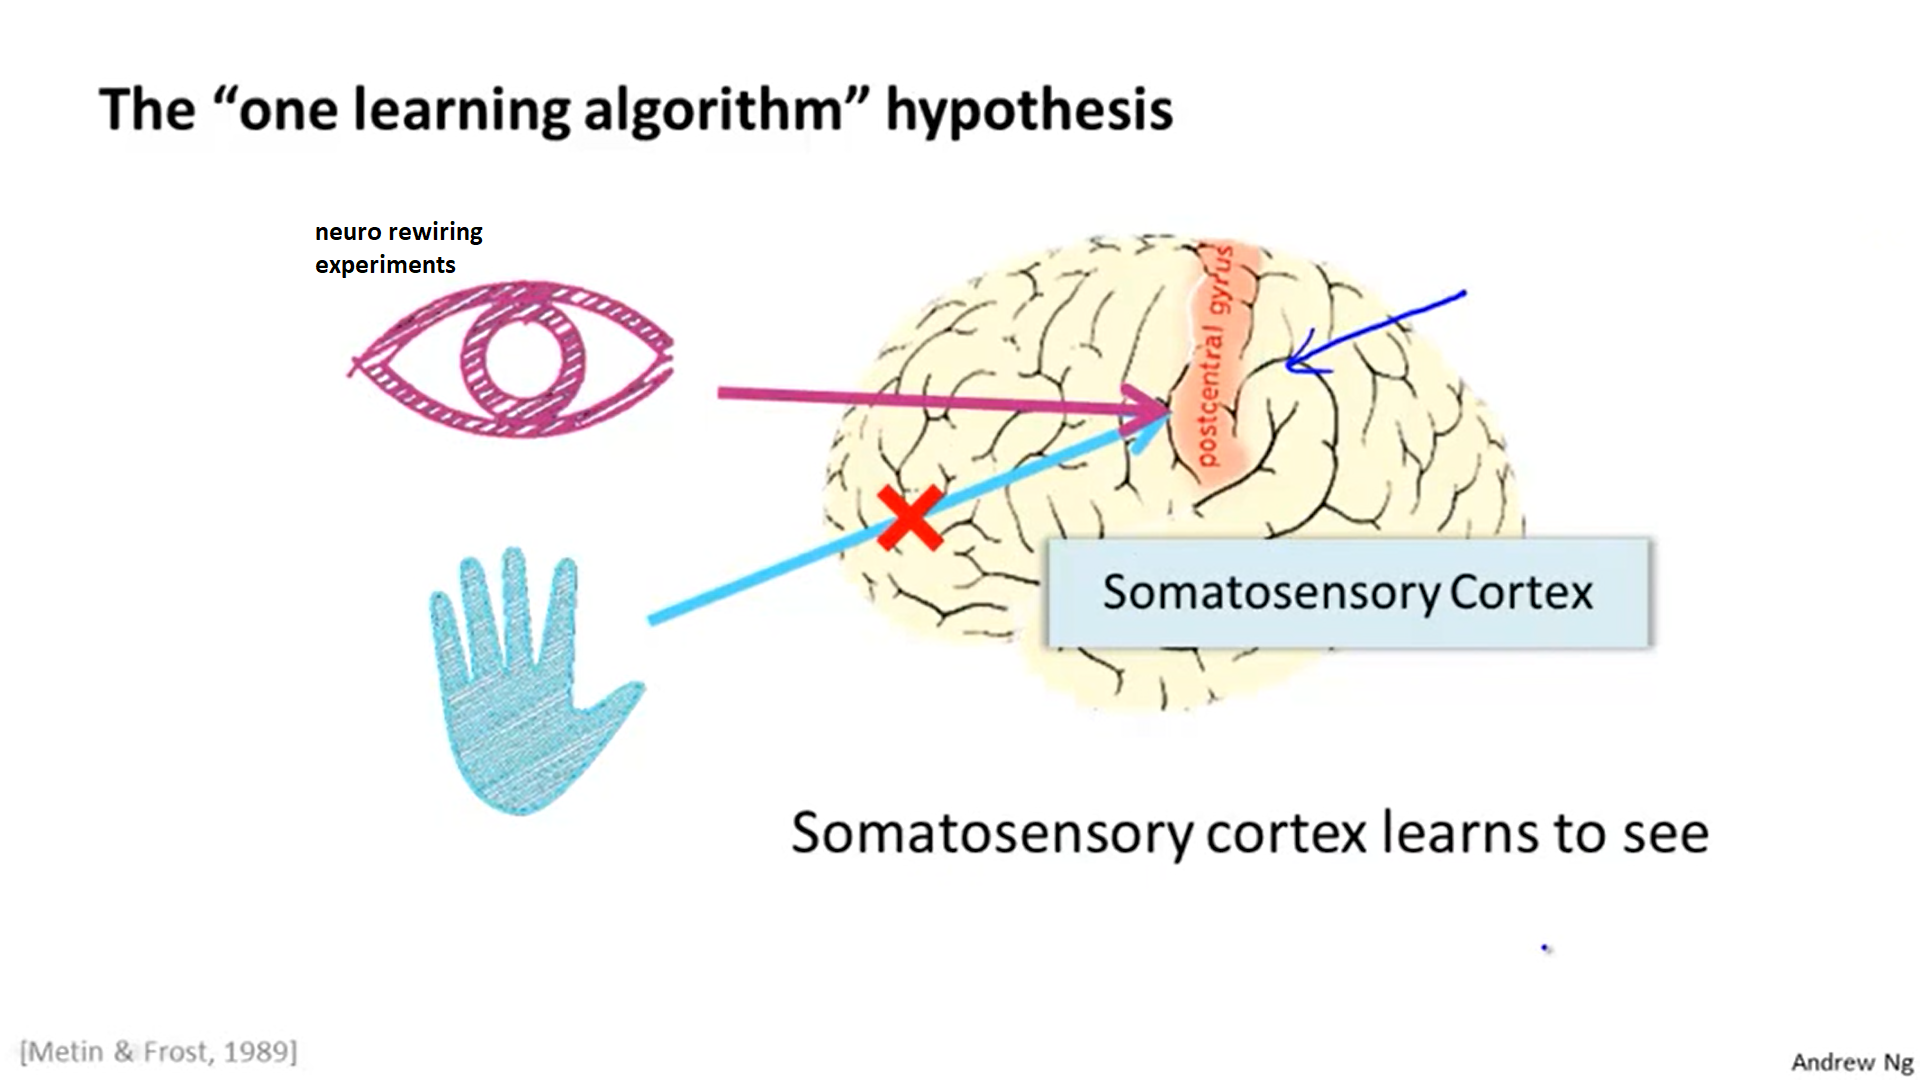 The “one learning algorithm” hypothesis
neuro rewiring
experiments
postcentral gyrus
Somatosensory Cortex
Somatosensory cortex learns to see
[Metin & Frost, 1989]
Andrew Ng